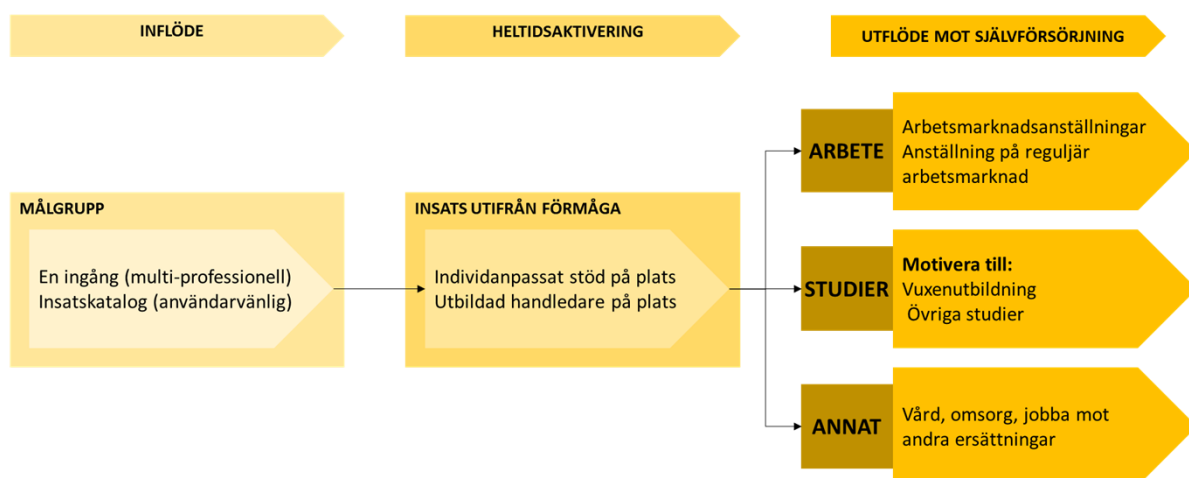 INFLÖDE
HELTIDSAKTIVERING
UTFLÖDE MOT SJÄLVFÖRSÖRJNING
MÅLGRUPP
En ingång (multi-professionell)
Insatskatalog (användarvänlig)
INSATS UTIFRÅN FÖRMÅGA
Individanpassat stöd på plats
Utbildad handledare på plats
ARBETE
Arbetsmarknadsanställningar
Anställning på reguljär
arbetsmarknad
STUDIER
Motivera till:
Vuxenutbildning
Övriga studier
ANNAT
Vård, omsorg, jobba mot
andra ersättningar